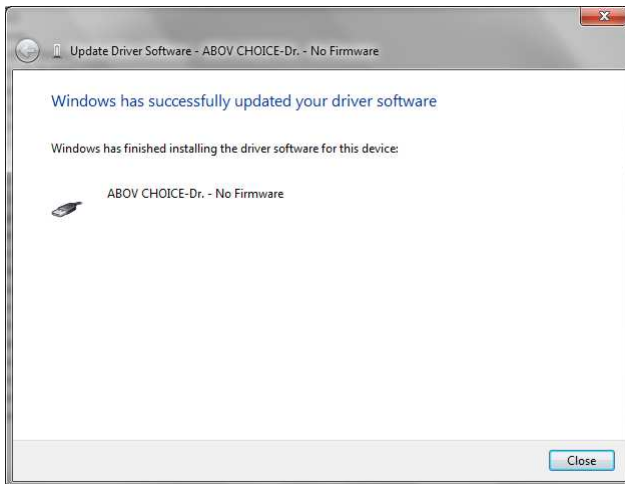 Update Driver Software - ABOV CHOICE-Dr. - No Firmware
Windows has successfully updated your driver software
Windows has finished installing the driver software for this device:
ABOV CHOICE-Dr. - No Firmware
Close